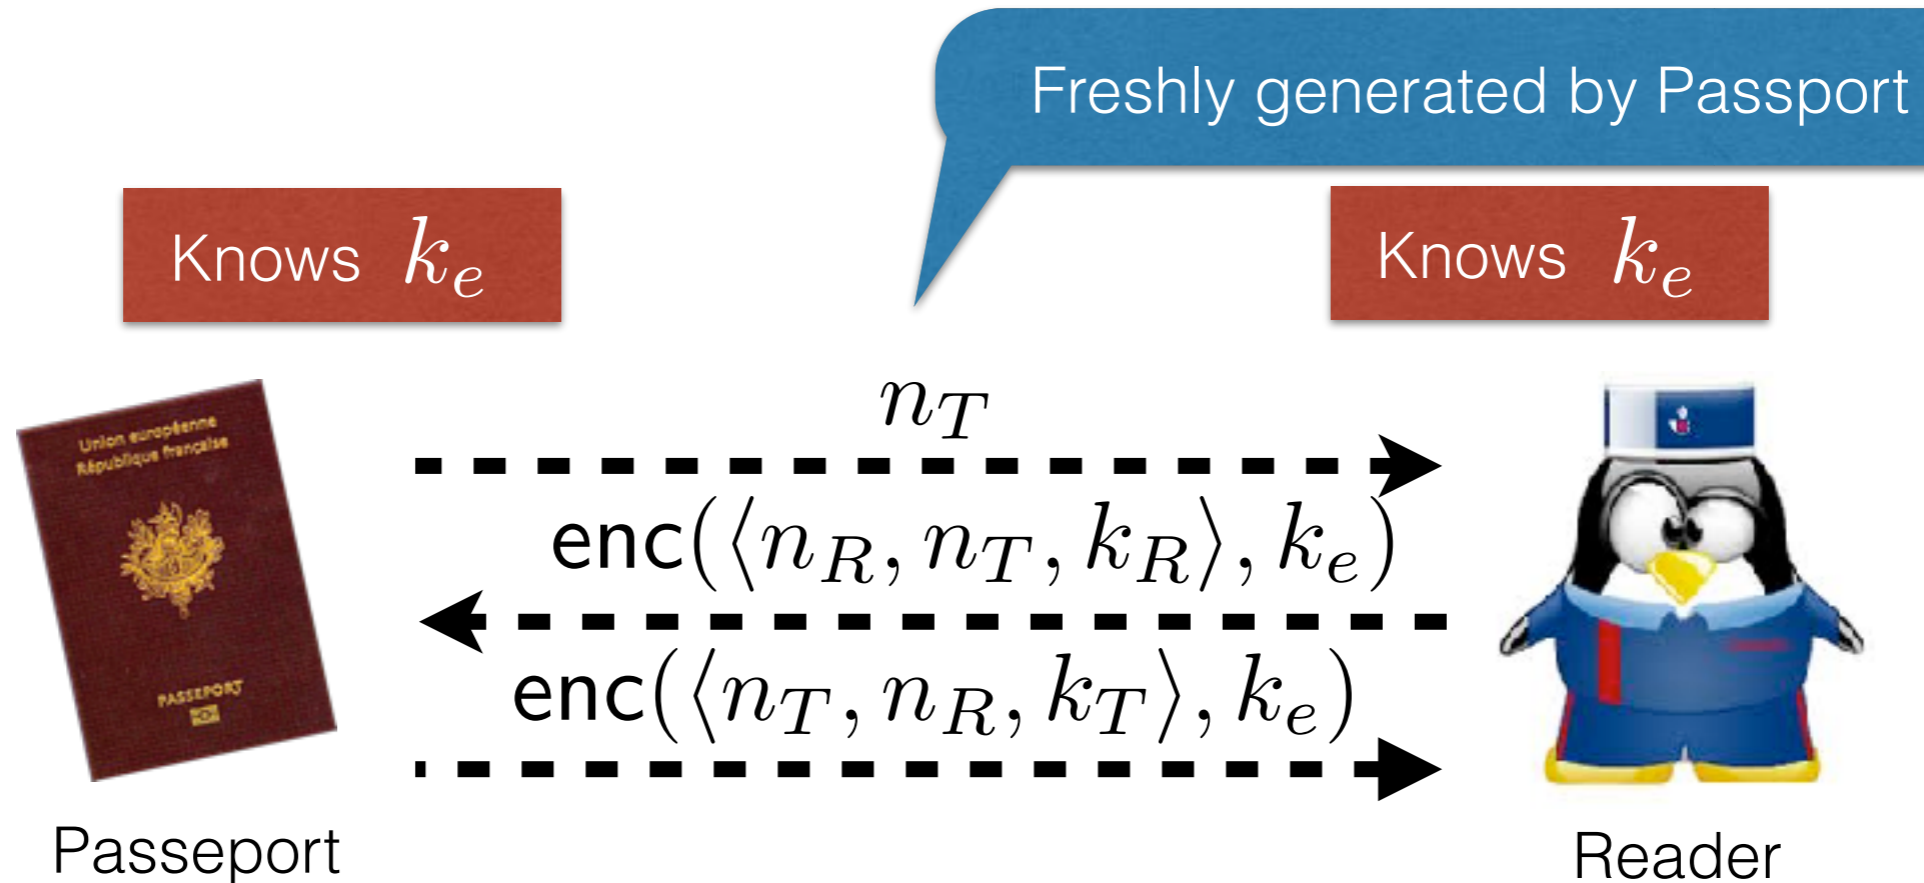 Freshly generated by Passport
Knows k_e
Knows k_e
n_T
enc(⟨n_R, n_T, k_R⟩, k_e)
enc(⟨n_T, n_R, k_T⟩, k_e)
Union européenne
République française
PASSEPORT
Passeport
Reader